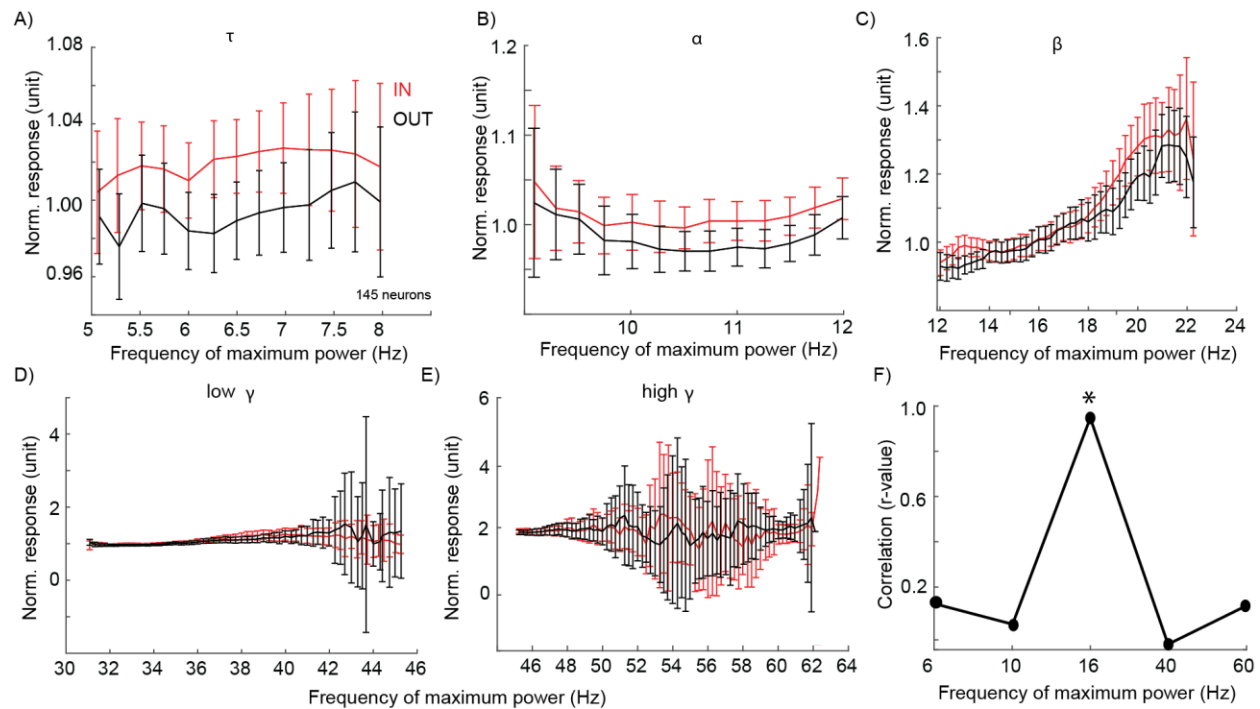 A)
τ
1.08
1.04
1.00
0.96
Norm. response (unit)
IN
OUT
145 neurons
5 5.5 6 6.5 7 7.5 8
Frequency of maximum power (Hz)
B)
α
1.2
1.1
1.0
Norm. response (unit)
10 11 12
Frequency of maximum power (Hz)
C)
β
1.6
1.4
1.2
1.0
Norm. response (unit)
12 14 16 18 20 22 24
Frequency of maximum power (Hz)
D)
low γ
4
2
0
Norm. response (unit)
30 32 34 36 38 40 42 44 46
E)
high γ
6
4
2
0
Norm. response (unit)
46 48 50 52 54 56 58 60 62 64
Frequency of maximum power (Hz)
F)
*
1.0
0.6
0.2
Correlation (r-value)
6 10 16 40 60
Frequency of maximum power (Hz)